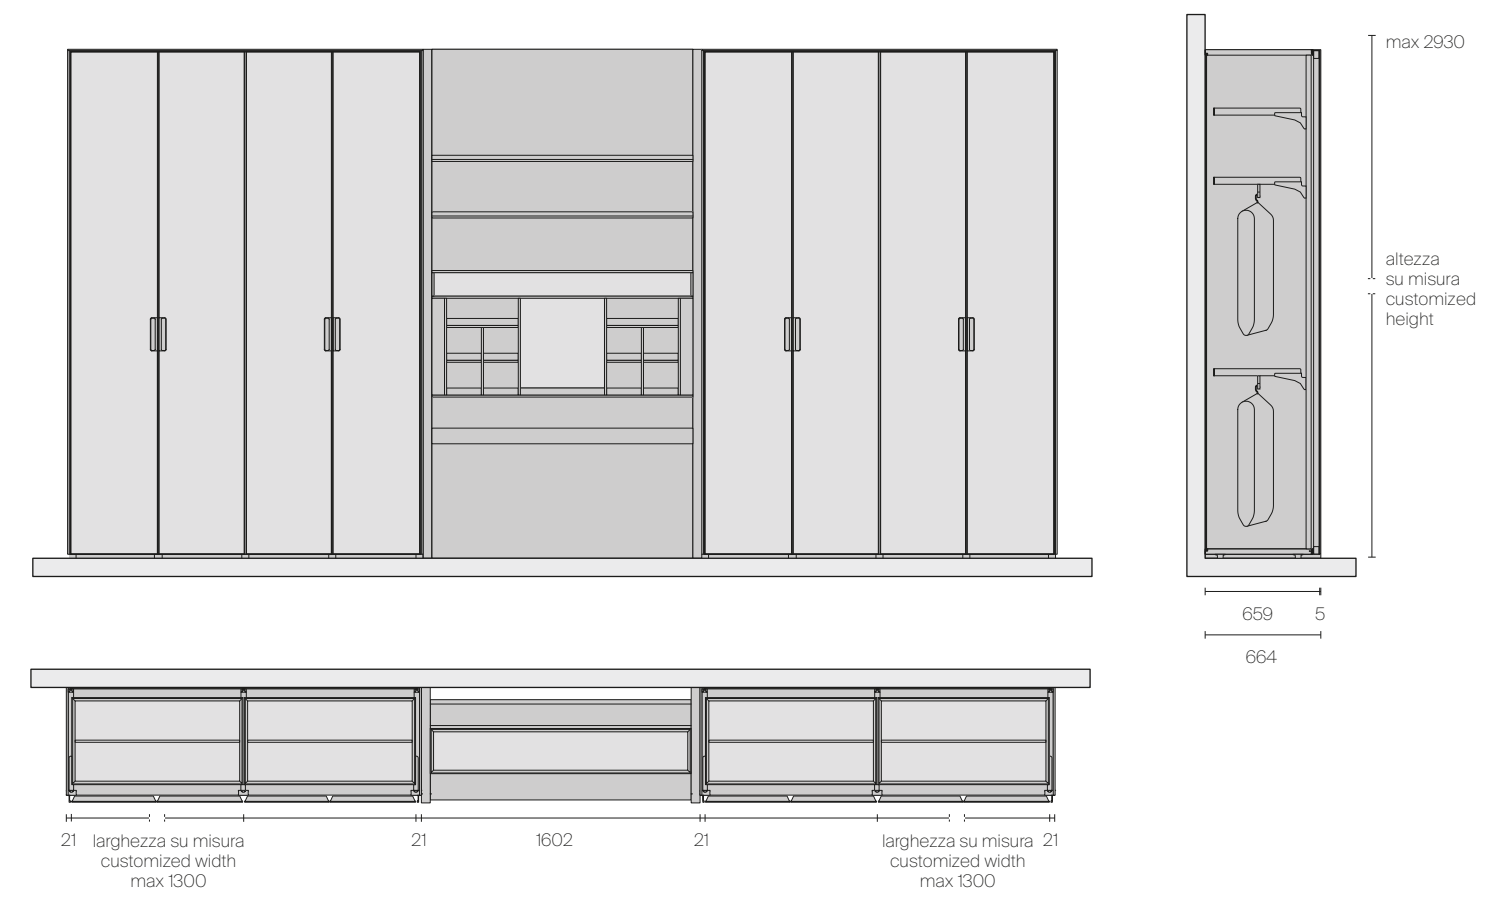 max 2930
altezza
su misura
customized
height
659 5
664
21 larghezza su misura 21 1602 21 larghezza su misura 21
customized width customized width
max 1300 max 1300